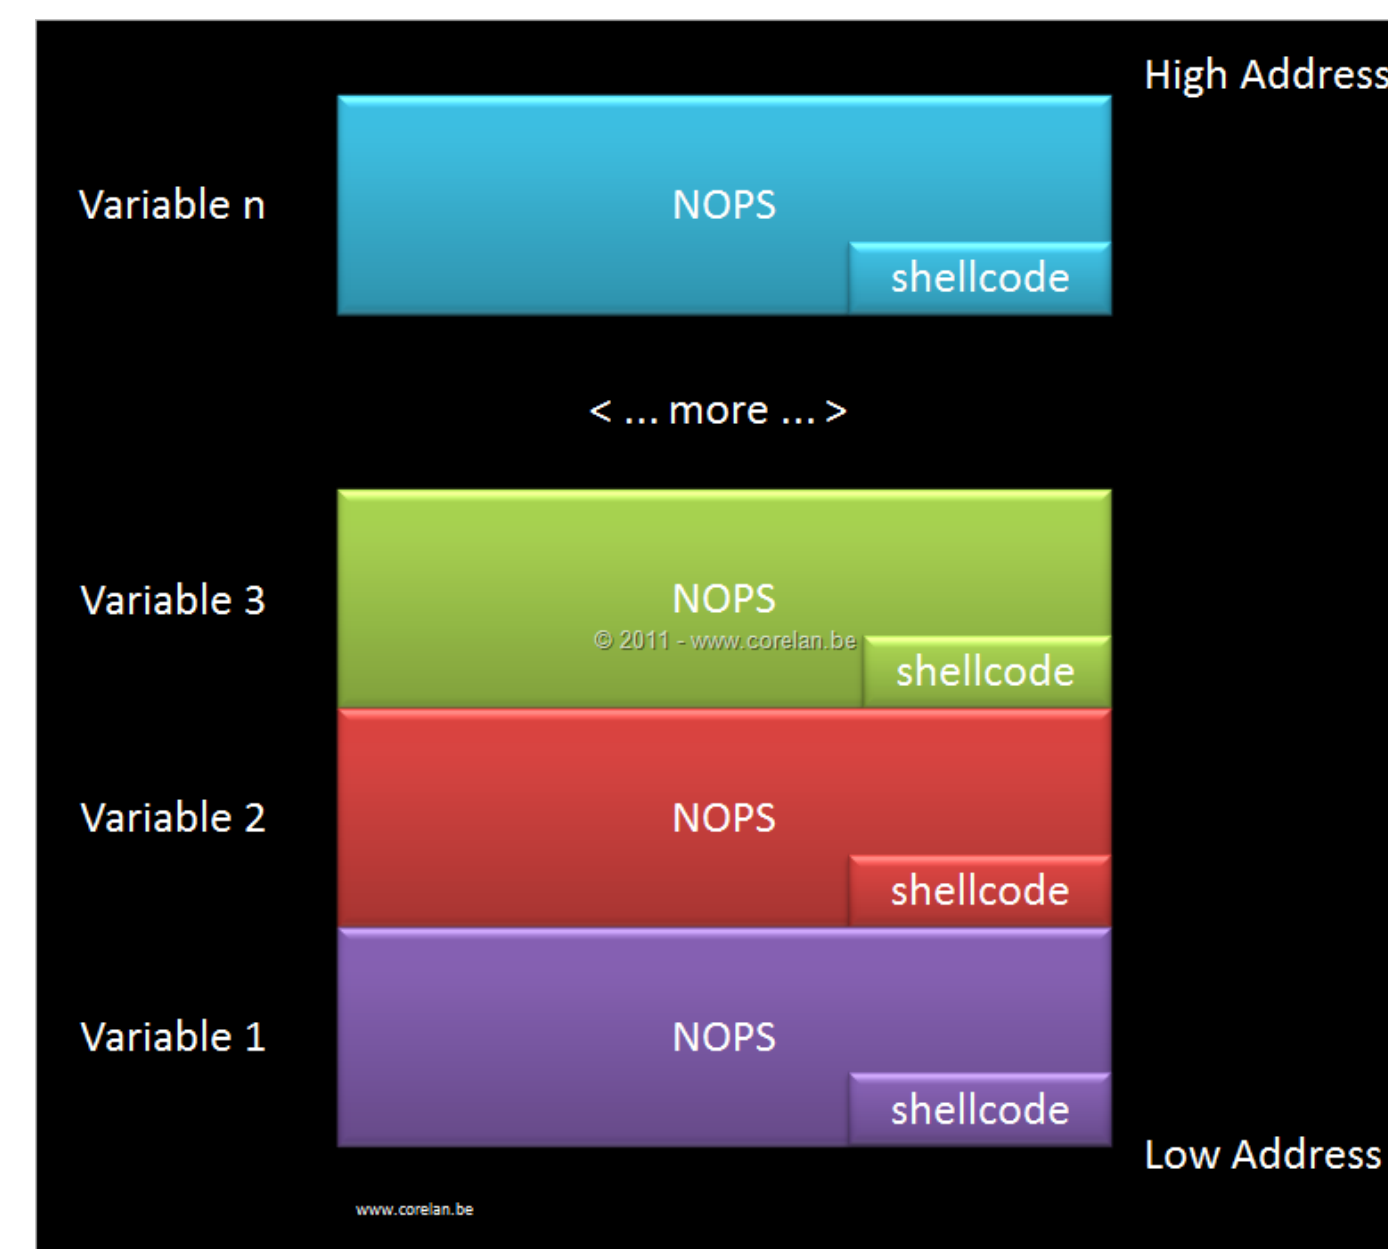 High Address
Variable n
NOPS
shellcode
< ... more ... >
Variable 3
NOPS
© 2011 - www.corelan.be
shellcode
Variable 2
NOPS
shellcode
Variable 1
NOPS
shellcode
Low Address
www.corelan.be